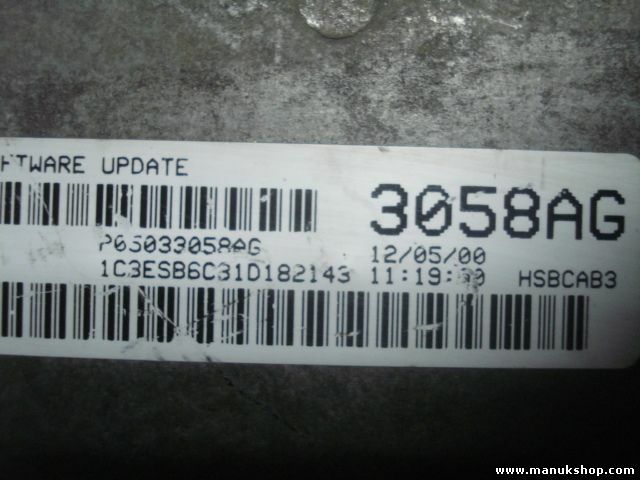 FTWARE UPDATE
3058AG
P05033058AG
12/05/00
1C3ESB6C31D182143
HSBCAB3
www.manukshop.com